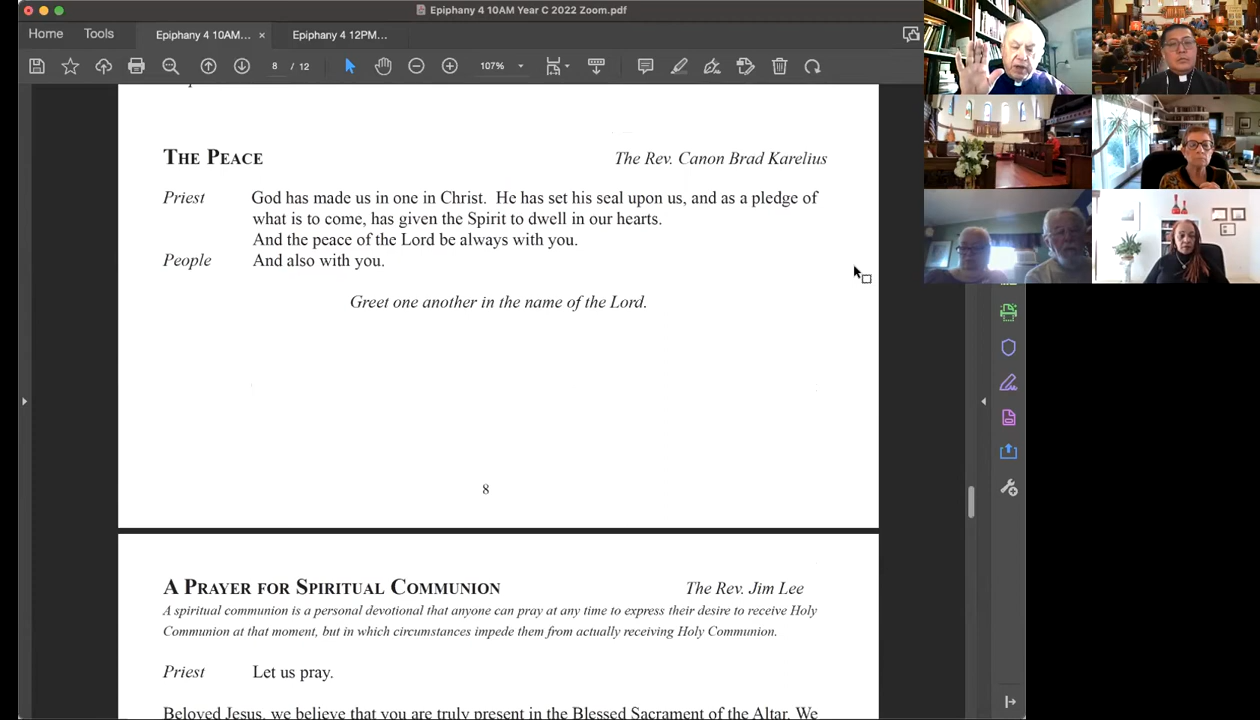 Epiphany 4 10AM Year C 2022 Zoom.pdf
Home Tools Epiphany 4 10AM... × Epiphany 4 12PM...
8 / 12 107%
THE PEACE The Rev. Canon Brad Karelius
Priest God has made us in one in Christ. He has set his seal upon us, and as a pledge of
what is to come, has given the Spirit to dwell in our hearts.
And the peace of the Lord be always with you.
People And also with you.
Greet one another in the name of the Lord.
8
A PRAYER FOR SPIRITUAL COMMUNION The Rev. Jim Lee
A spiritual communion is a personal devotional that anyone can pray at any time to express their desire to receive Holy
Communion at that moment, but in which circumstances impede them from actually receiving Holy Communion.
Priest Let us pray.
Beloved Jesus, we believe that you are truly present in the Blessed Sacrament of the Altar. We